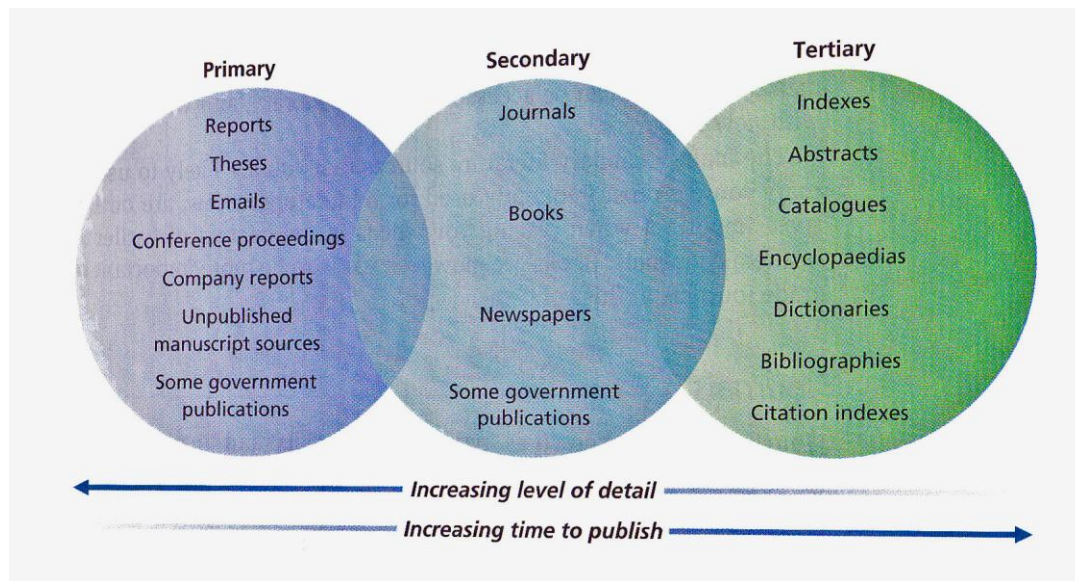 Primary
Reports
Theses
Emails
Conference proceedings
Company reports
Unpublished
manuscript sources
Some government
publications
Secondary
Journals
Books
Newspapers
Some government
publications
Tertiary
Indexes
Abstracts
Catalogues
Encyclopaedias
Dictionaries
Bibliographies
Citation indexes
Increasing level of detail
Increasing time to publish